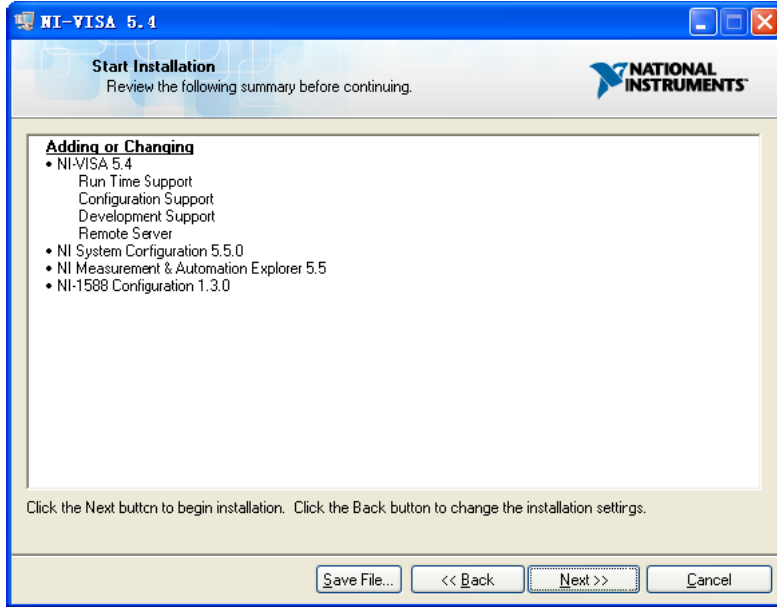 NI-VISA 5.4
Start Installation
Review the following summary before continuing.
NATIONAL
INSTRUMENTS™
Adding or Changing
• NI-VISA 5.4
Run Time Support
Configuration Support
Development Support
Remote Server
• NI System Configuration 5.5.0
• NI Measurement & Automation Explorer 5.5
• NI-1588 Configuration 1.3.0
Click the Next button to begin installation. Click the Back button to change the installation settings.
Save File...
<< Back
Next >>
Cancel